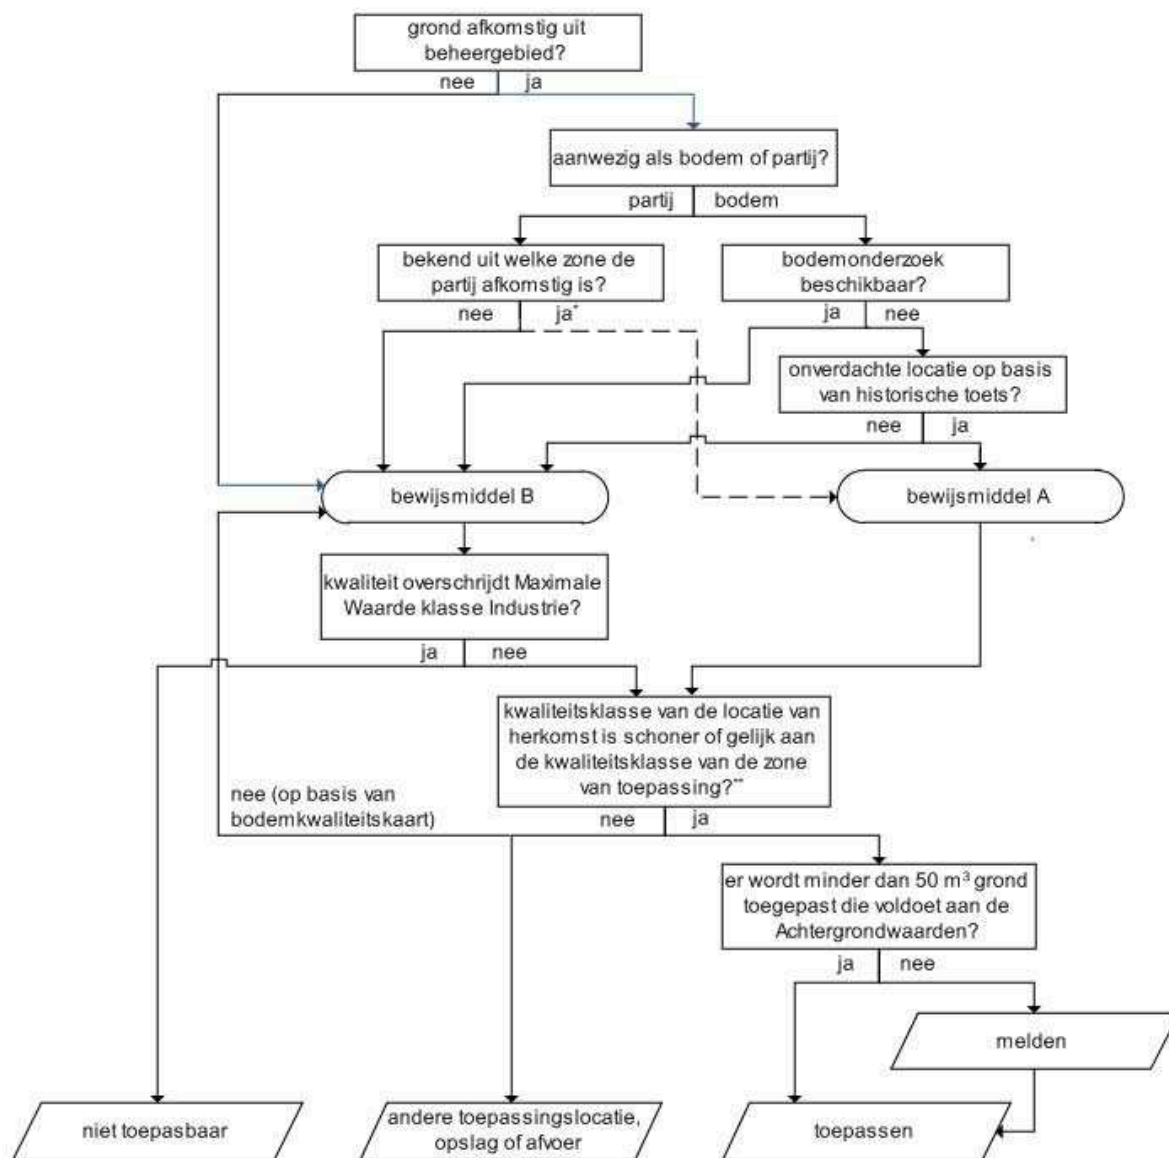 grond afkomstig uit
beheergebied?
nee ja
aanwezig als bodem of partij?
partij bodem
bekend uit welke zone de
partij afkomstig is?
nee ja*
bodemonderzoek
beschikbaar?
ja nee
onverdachte locatie op basis
van historische toets?
nee ja
bewijsmiddel B
bewijsmiddel A
kwaliteit overschrijdt Maximale
Waarde klasse Industrie?
ja nee
kwaliteitsklasse van de locatie van
herkomst is schoner of gelijk aan
de kwaliteitsklasse van de zone
van toepassing?**
nee (op basis van
bodemkwaliteitskaart)
nee ja
er wordt minder dan 50 m³ grond
toegepast die voldoet aan de
Achtergrondwaarden?
ja nee
melden
niet toepasbaar
andere toepassingslocatie,
opslag of afvoer
toepassen